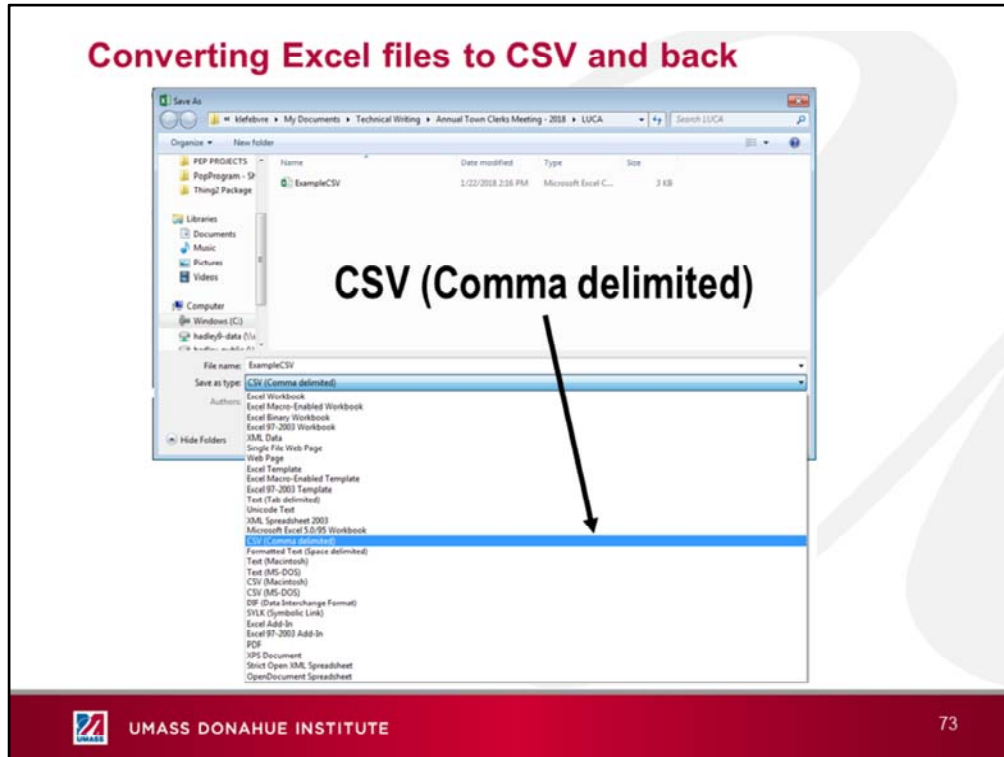 Converting Excel files to CSV and back
Save As
« klefebvre ▸ My Documents ▸ Technical Writing ▸ Annual Town Clerks Meeting - 2018 ▸ LUCA
Search LUCA
Organize ▾ New folder
PEP PROJECTS
PopProgram - Sh
Thing2 Package
Libraries
Documents
Music
Pictures
Videos
Computer
Windows (C:)
hadley9-data (\\
Name Date modified Type Size
ExampleCSV 1/22/2018 2:16 PM Microsoft Excel C... 3 KB
CSV (Comma delimited)
File name: ExampleCSV
Save as type: CSV (Comma delimited)
Authors:
Hide Folders
Excel Workbook
Excel Macro-Enabled Workbook
Excel Binary Workbook
Excel 97-2003 Workbook
XML Data
Single File Web Page
Web Page
Excel Template
Excel Macro-Enabled Template
Excel 97-2003 Template
Text (Tab delimited)
Unicode Text
XML Spreadsheet 2003
Microsoft Excel 5.0/95 Workbook
CSV (Comma delimited)
Formatted Text (Space delimited)
Text (Macintosh)
Text (MS-DOS)
CSV (Macintosh)
CSV (MS-DOS)
DIF (Data Interchange Format)
SYLK (Symbolic Link)
Excel Add-In
Excel 97-2003 Add-In
PDF
XPS Document
Strict Open XML Spreadsheet
OpenDocument Spreadsheet
UMASS
UMASS DONAHUE INSTITUTE
73